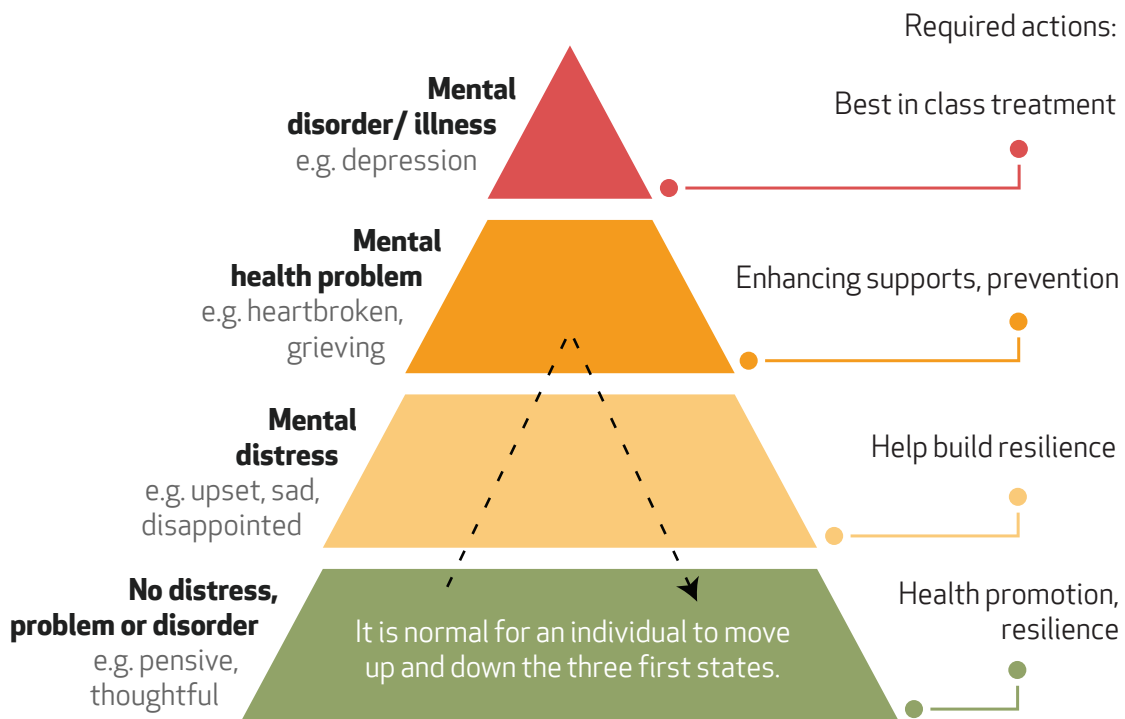 Required actions:
Mental
disorder/ illness
e.g. depression
Best in class treatment
Mental
health problem
e.g. heartbroken,
grieving
Enhancing supports, prevention
Mental
distress
e.g. upset, sad,
disappointed
Help build resilience
No distress,
problem or disorder
e.g. pensive,
thoughtful
It is normal for an individual to move
up and down the three first states.
Health promotion,
resilience